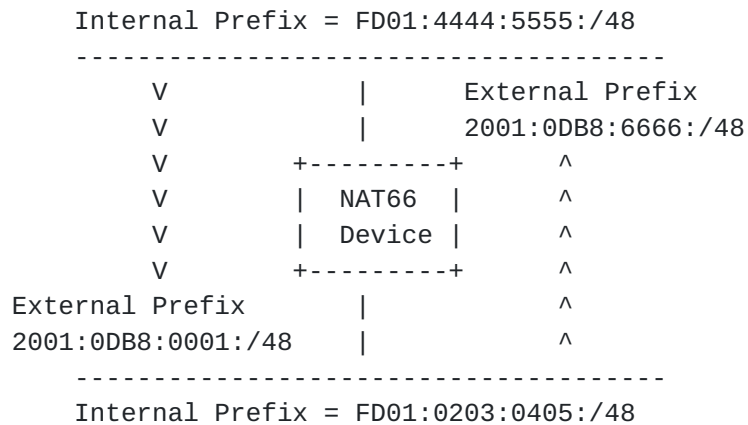 Internal Prefix = FD01:4444:5555:/48
---------------------------------------
V | External Prefix
V | 2001:0DB8:6666:/48
V +---------+ ^
V | NAT66 | ^
V | Device | ^
V +---------+ ^
External Prefix | ^
2001:0DB8:0001:/48 | ^
---------------------------------------
Internal Prefix = FD01:0203:0405:/48